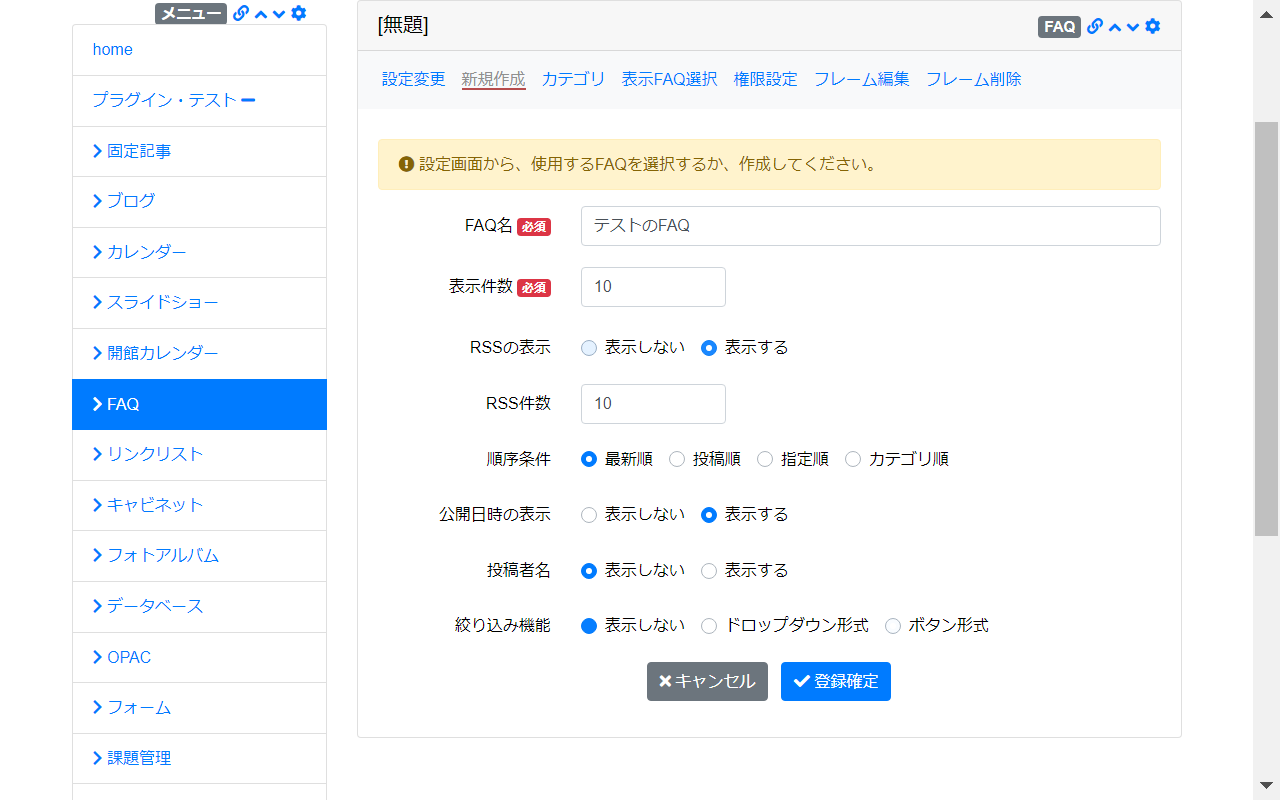 メニュー
home
プラグイン・テスト
固定記事
ブログ
カレンダー
スライドショー
開館カレンダー
FAQ
リンクリスト
キャビネット
フォトアルバム
データベース
OPAC
フォーム
課題管理
[無題] FAQ
設定変更 新規作成 カテゴリ 表示FAQ選択 権限設定 フレーム編集 フレーム削除
設定画面から、使用するFAQを選択するか、作成してください。
FAQ名 必須 テストのFAQ
表示件数 必須 10
RSSの表示 表示しない 表示する
RSS件数 10
順序条件 最新順 投稿順 指定順 カテゴリ順
公開日時の表示 表示しない 表示する
投稿者名 表示しない 表示する
絞り込み機能 表示しない ドロップダウン形式 ボタン形式
キャンセル 登録確定